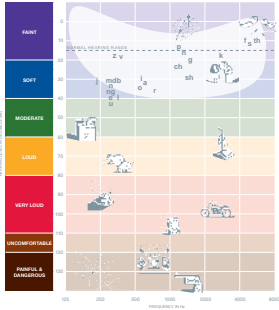 FAINT
SOFT
MODERATE
LOUD
VERY LOUD
UNCOMFORTABLE
PAINFUL &
DANGEROUS
NORMAL HEARING RANGE
z v
p
h
g
ch
sh
k
f s th
j mdb
n
ng
e l
u
i
a
o
r
125 250 500 1000 2000 4000 8000
FREQUENCY IN Hz